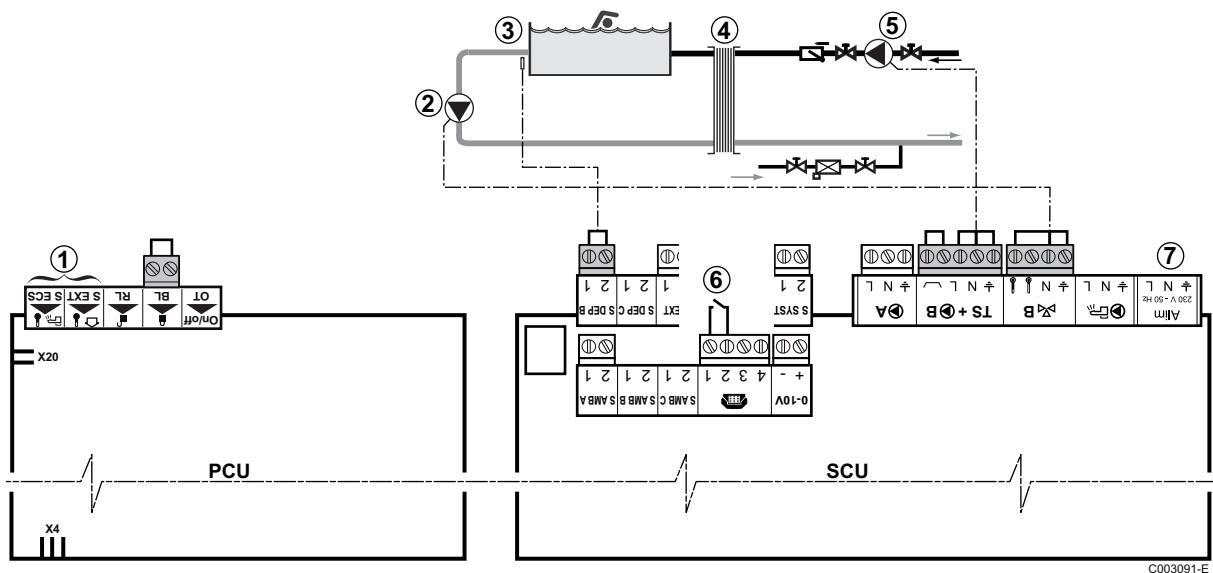 3
4
5
2
1
6
7
S ECS
S EXT
RL
BL
On/off
OT
X20
PCU
X4
2 1
S DEP B
2 1
S DEP C
1
EXT
2
S SYST
2 1
S AMB A
2 1
S AMB B
2 1
S AMB C
1 2 3 4
- +
0-10V
L N
A
L N
TS + B
N
B
L N
230 V - 50 Hz
Alim
SCU
C003091-E